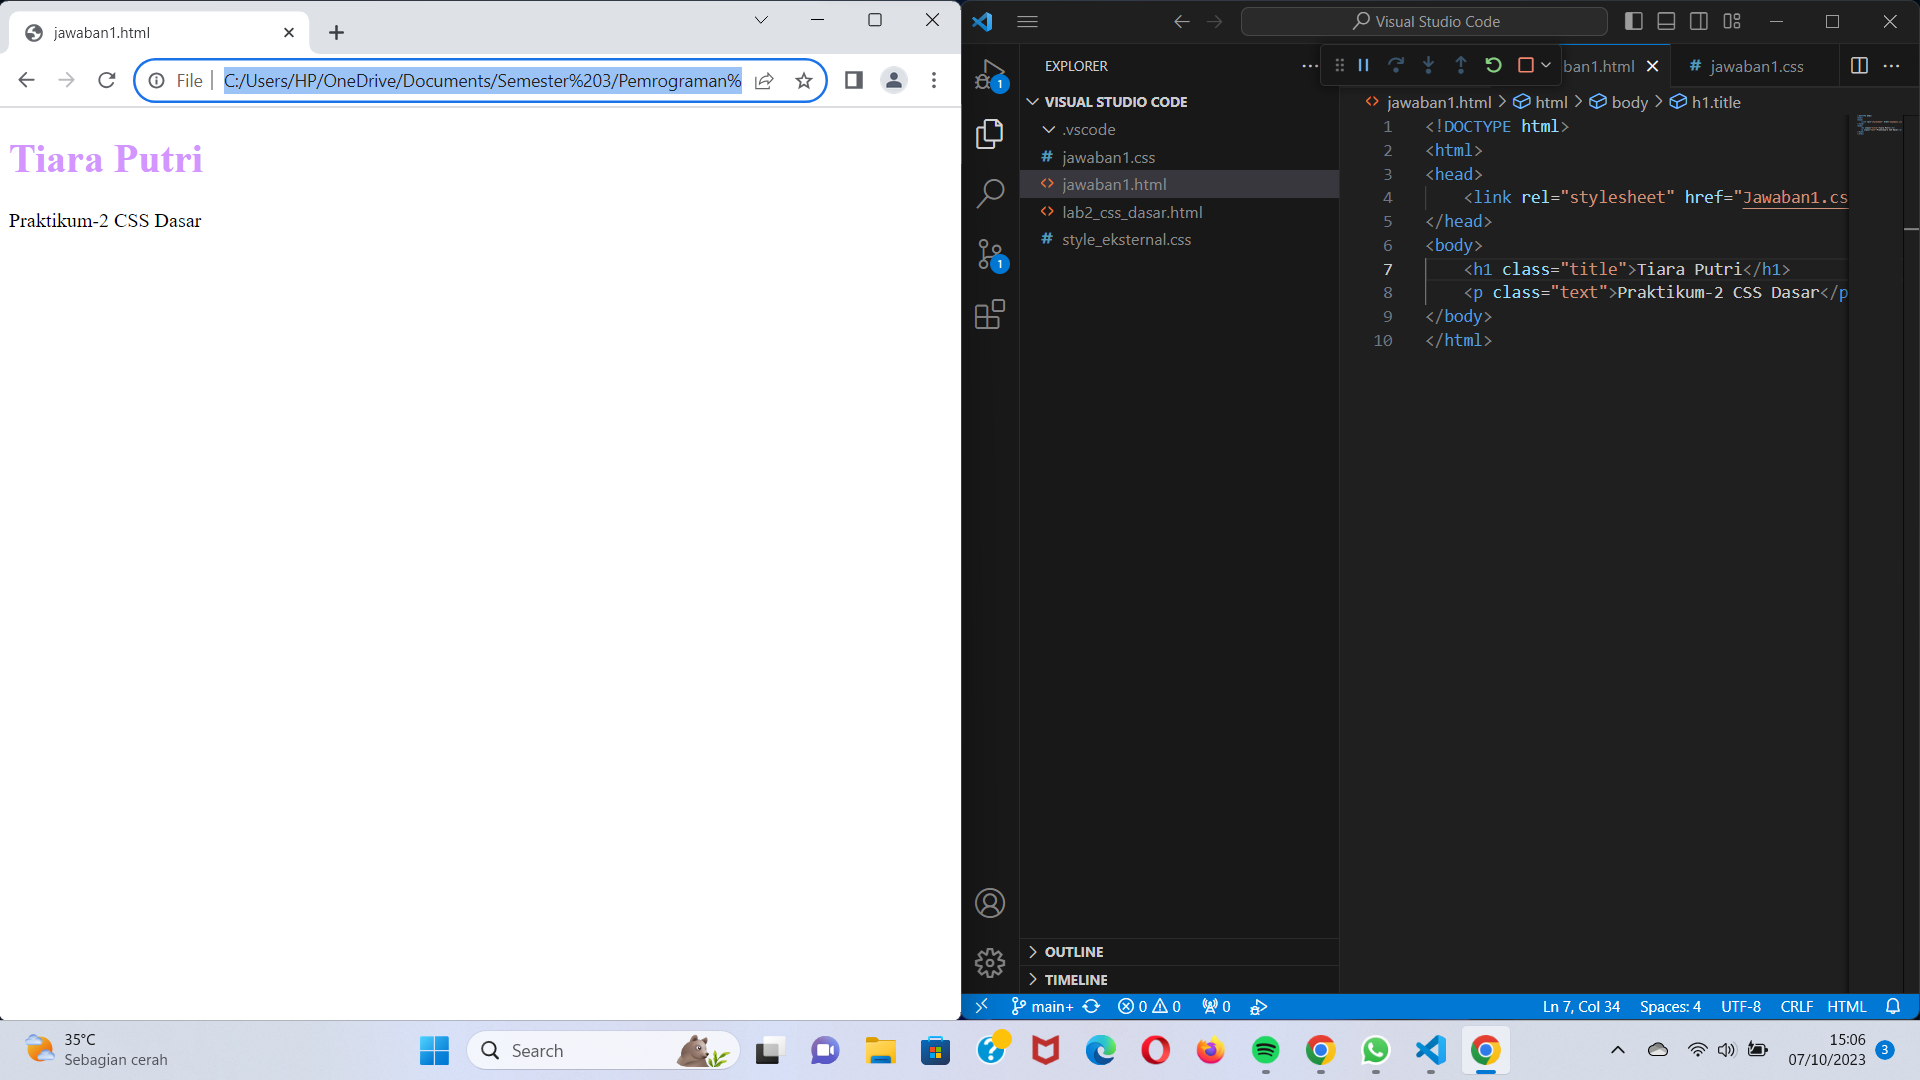 jawaban1.html
File
C:/Users/HP/OneDrive/Documents/Semester%203/Pemrograman%
Tiara Putri
Praktikum-2 CSS Dasar
Visual Studio Code
EXPLORER
VISUAL STUDIO CODE
.vscode
# jawaban1.css
<> jawaban1.html
<> lab2_css_dasar.html
# style_eksternal.css
OUTLINE
TIMELINE
1
1
ban1.html
# jawaban1.css
<> jawaban1.html > html > body > h1.title
1 <!DOCTYPE html>
2 <html>
3 <head>
4 <link rel="stylesheet" href="Jawaban1.cs
5 </head>
6 <body>
7 <h1 class="title">Tiara Putri</h1>
8 <p class="text">Praktikum-2 CSS Dasar</p
9 </body>
10 </html>
main+ 0 0 0
Ln 7, Col 34 Spaces: 4 UTF-8 CRLF HTML
35°C
Sebagian cerah
Search
15:06
07/10/2023
3